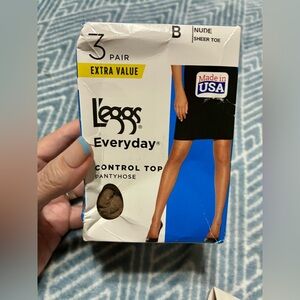 3
PAIR
EXTRA VALUE
B
NUDE
SHEER TOE
Made in
USA
L'eggs®
Everyday®
CONTROL TOP
PANTYHOSE